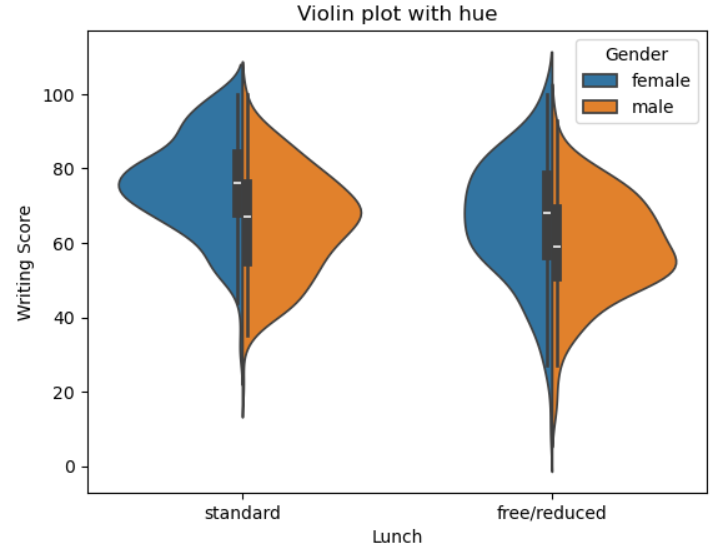 Violin plot with hue
Gender
female
male
100
80
60
40
20
0
Writing Score
standard
free/reduced
Lunch